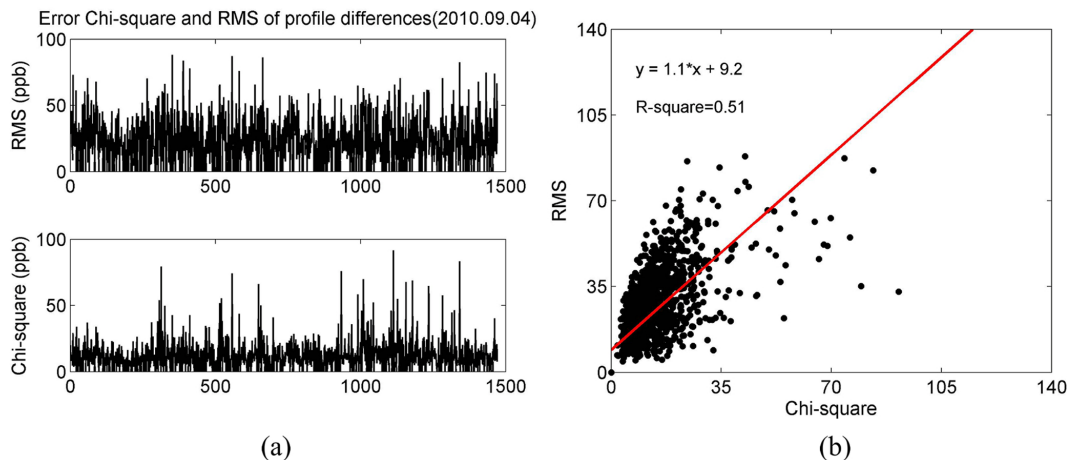 Error Chi-square and RMS of profile differences(2010.09.04)
RMS (ppb)
100
50
0
0 500 1000 1500
Chi-square (ppb)
100
50
0
0 500 1000 1500
(a)
RMS
140
105
70
35
0
y = 1.1*x + 9.2
R-square=0.51
0 35 70 105 140
Chi-square
(b)